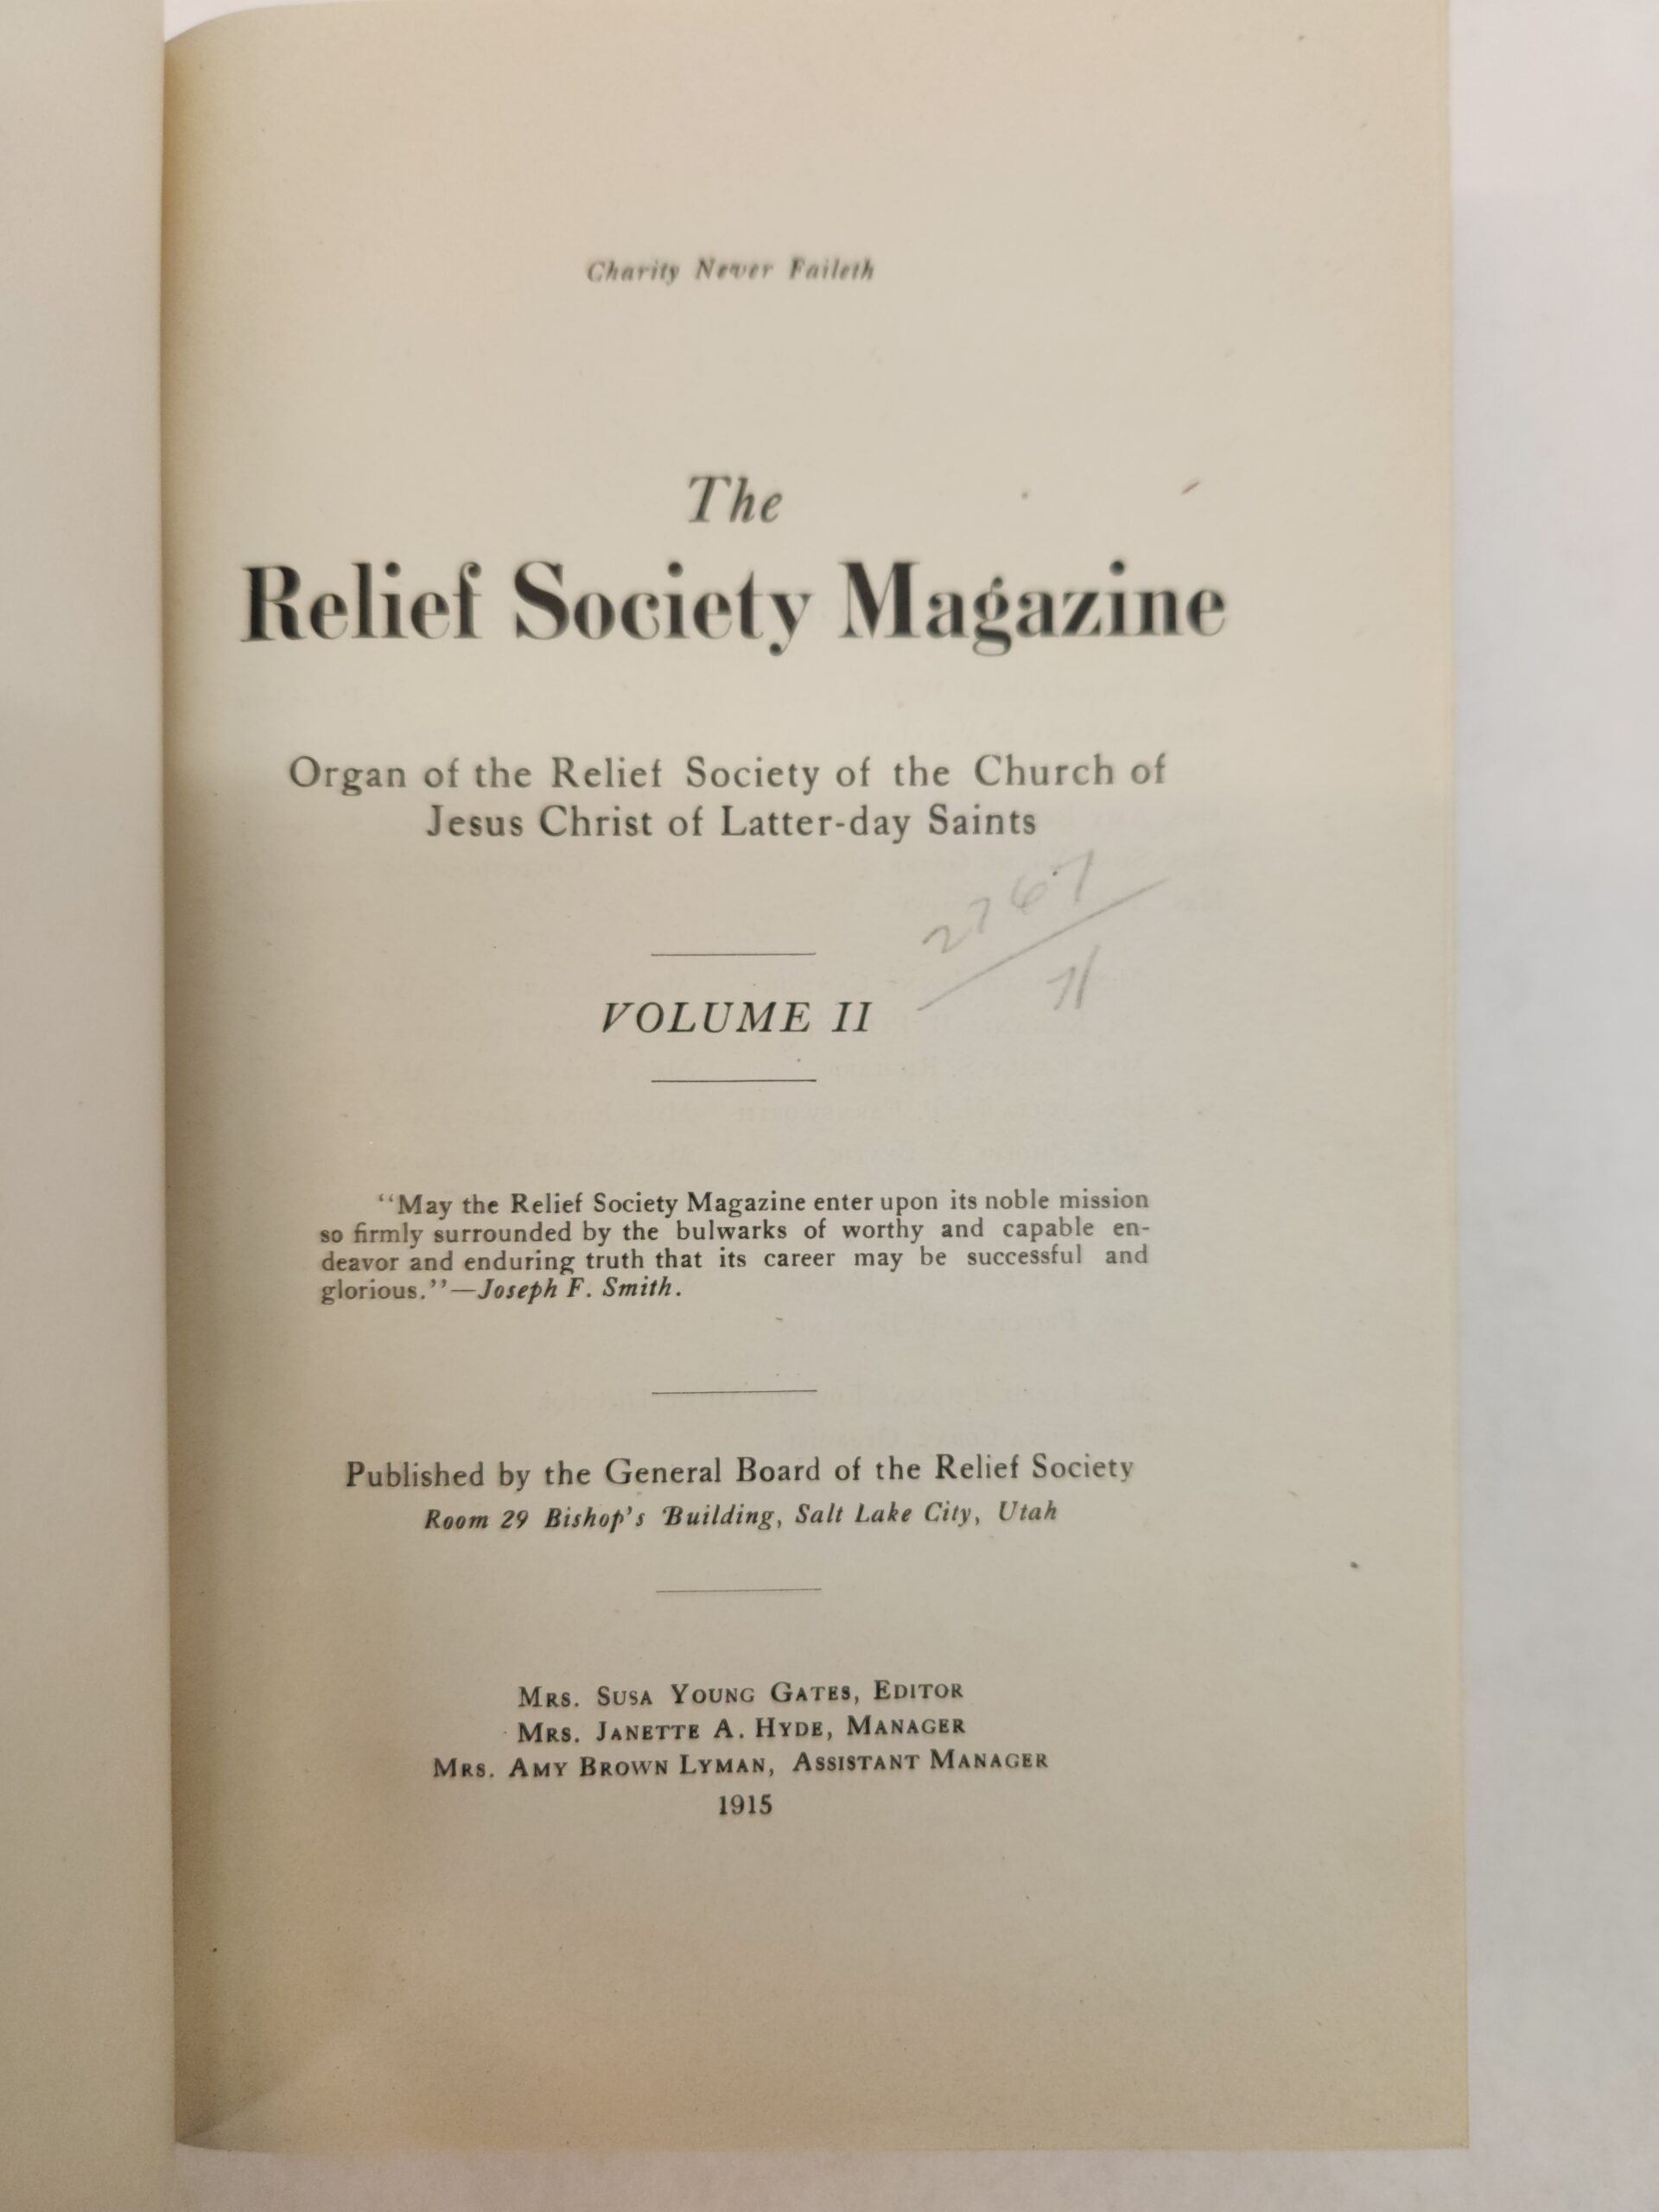 Charity Never Faileth
The
Relief Society Magazine
Organ of the Relief Society of the Church of
Jesus Christ of Latter-day Saints
2767
71
VOLUME II
‘‘May the Relief Society Magazine enter upon its noble mission
so firmly surrounded by the bulwarks of worthy and capable en-
deavor and enduring truth that its career may be successful and
glorious.’’—Joseph F. Smith.
Published by the General Board of the Relief Society
Room 29 Bishop's Building, Salt Lake City, Utah
MRS. SUSA YOUNG GATES, EDITOR
MRS. JANETTE A. HYDE, MANAGER
MRS. AMY BROWN LYMAN, ASSISTANT MANAGER
1915